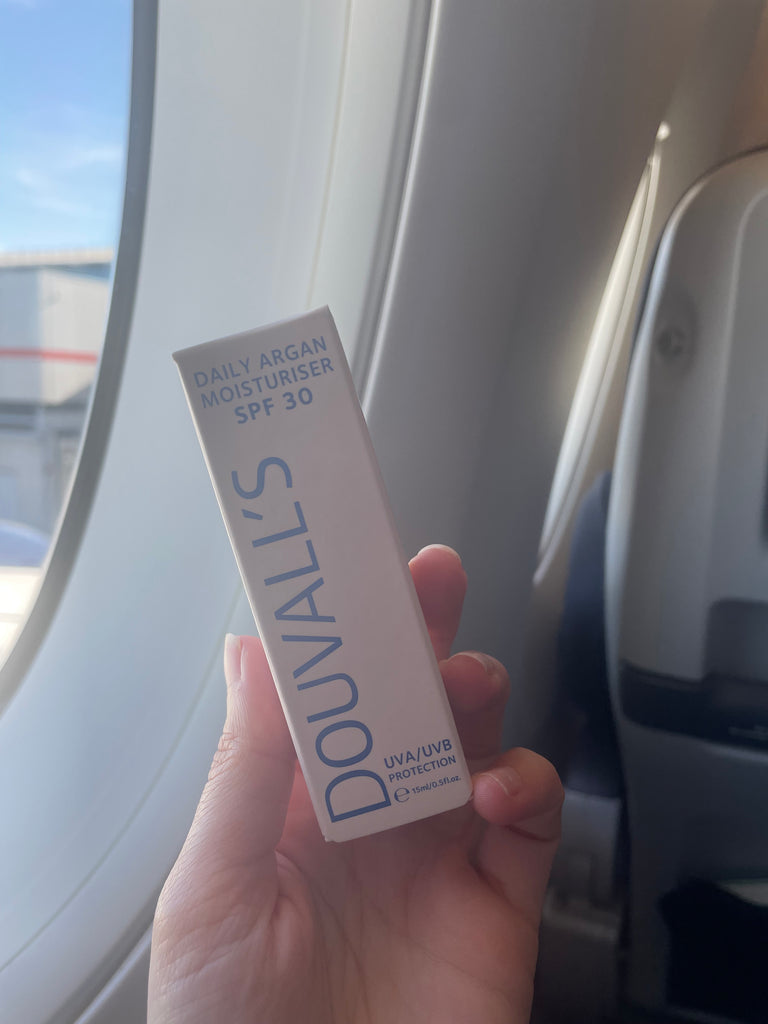 DAILY ARGAN
MOISTURISER
SPF 30
DOUVALL'S
UVA/UVB
PROTECTION
℮ 15ml/0.5fl.oz.